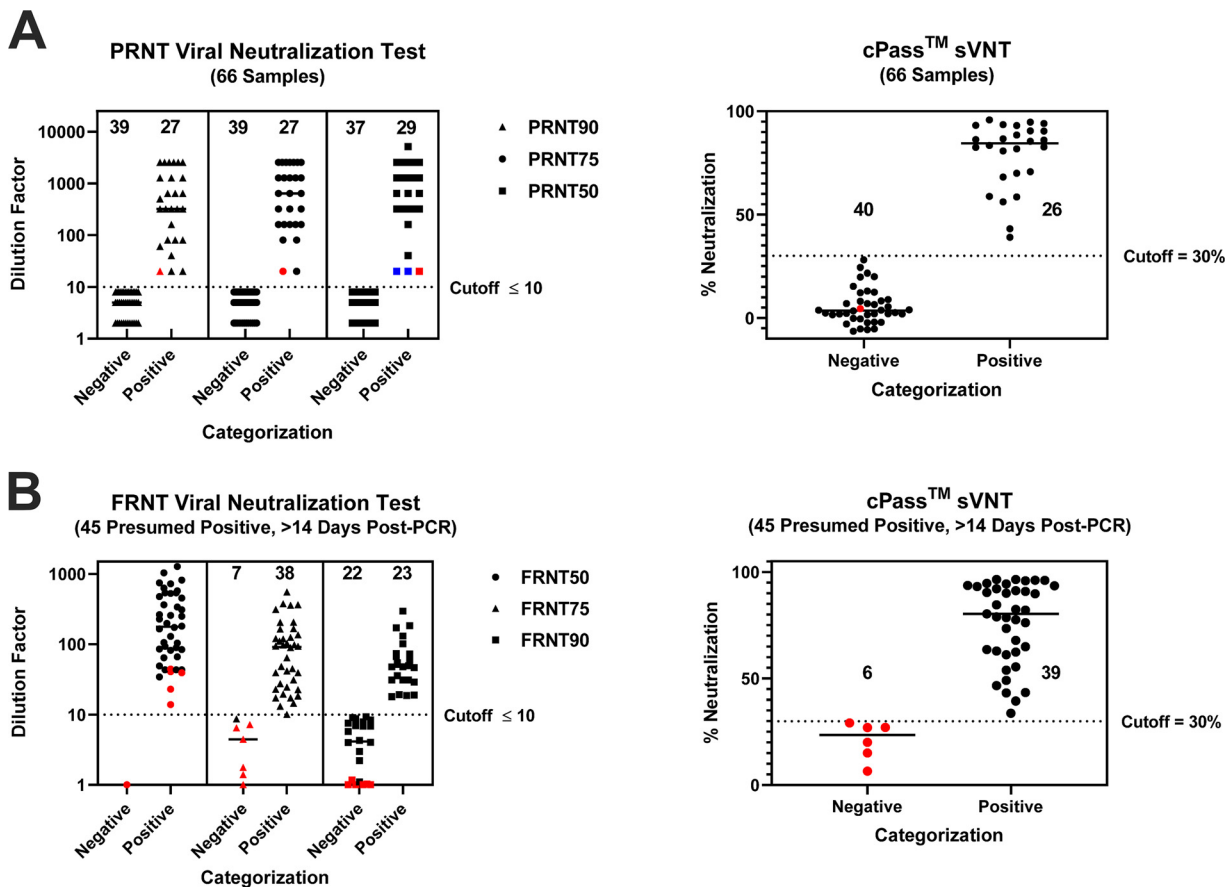 A
PRNT Viral Neutralization Test
(66 Samples)
39 27 39 27 37 29
10000
1000
100
10
1
Dilution Factor
PRNT90
PRNT75
PRNT50
Cutoff ≤ 10
Negative Positive Negative Positive Negative Positive
Categorization
cPass™ sVNT
(66 Samples)
100
50
0
% Neutralization
40
26
Cutoff = 30%
Negative Positive
Categorization
B
FRNT Viral Neutralization Test
(45 Presumed Positive, >14 Days Post-PCR)
7 38 22 23
1000
100
10
1
Dilution Factor
FRNT50
FRNT75
FRNT90
Cutoff ≤ 10
Negative Positive Negative Positive Negative Positive
Categorization
cPass™ sVNT
(45 Presumed Positive, >14 Days Post-PCR)
100
50
0
% Neutralization
6
39
Cutoff = 30%
Negative Positive
Categorization